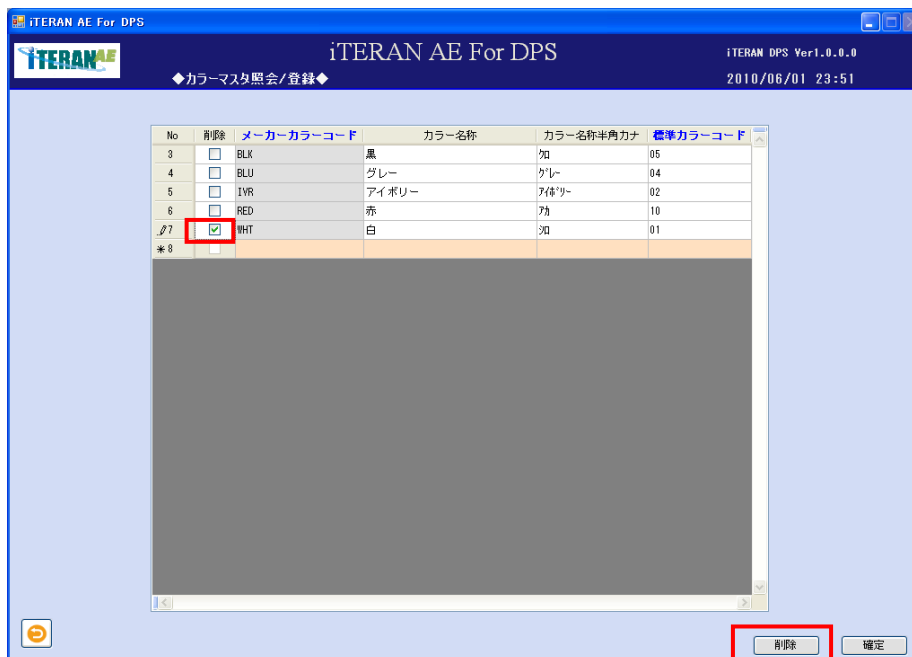 iTERAN AE For DPS
iTERAN AE
iTERAN AE For DPS
iTERAN DPS Ver1.0.0.0
◆カラーマスタ照会/登録◆
2010/06/01 23:51
No 削除 メーカーカラーコード カラー名称 カラー名称半角カナ 標準カラーコード
3 BLK 黒 ｸﾛ 05
4 BLU グレー ｸﾞﾚｰ 04
5 IVR アイボリー ｱｲﾎﾞﾘｰ 02
6 RED 赤 ｱｶ 10
7 WHT 白 ｼﾛ 01
* 8
削除 確定